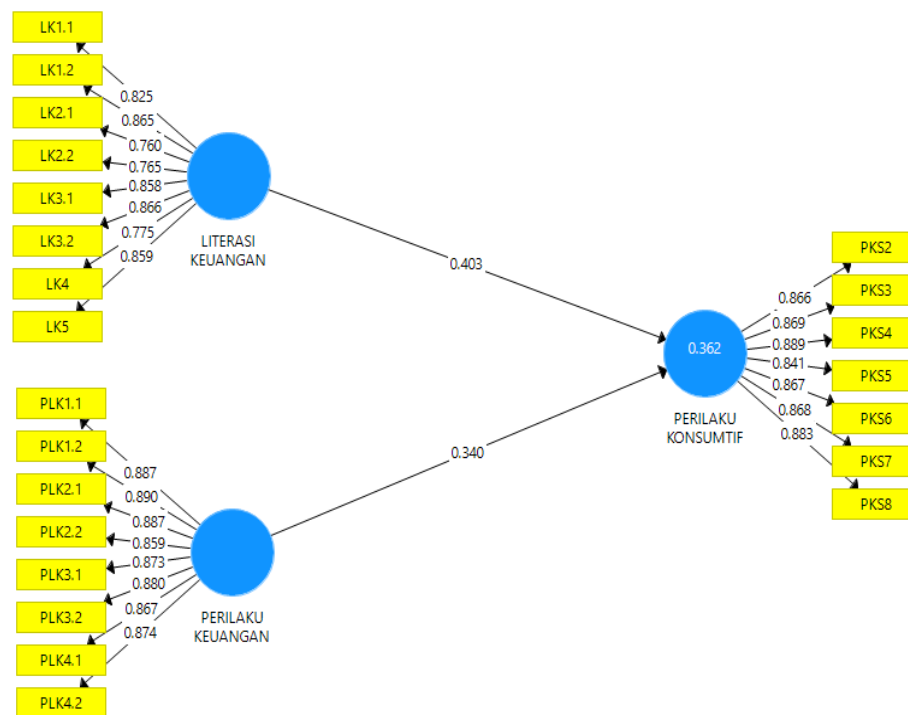 LK1.1
LK1.2
LK2.1
LK2.2
LK3.1
LK3.2
LK4
LK5
0.825
0.865
0.760
0.765
0.858
0.866
0.775
0.859
LITERASI
KEUANGAN
0.403
PLK1.1
PLK1.2
PLK2.1
PLK2.2
PLK3.1
PLK3.2
PLK4.1
PLK4.2
0.887
0.890
0.887
0.859
0.873
0.880
0.867
0.874
PERILAKU
KEUANGAN
0.340
0.362
PERILAKU
KONSUMTIF
0.866
0.869
0.889
0.841
0.867
0.868
0.883
PKS2
PKS3
PKS4
PKS5
PKS6
PKS7
PKS8